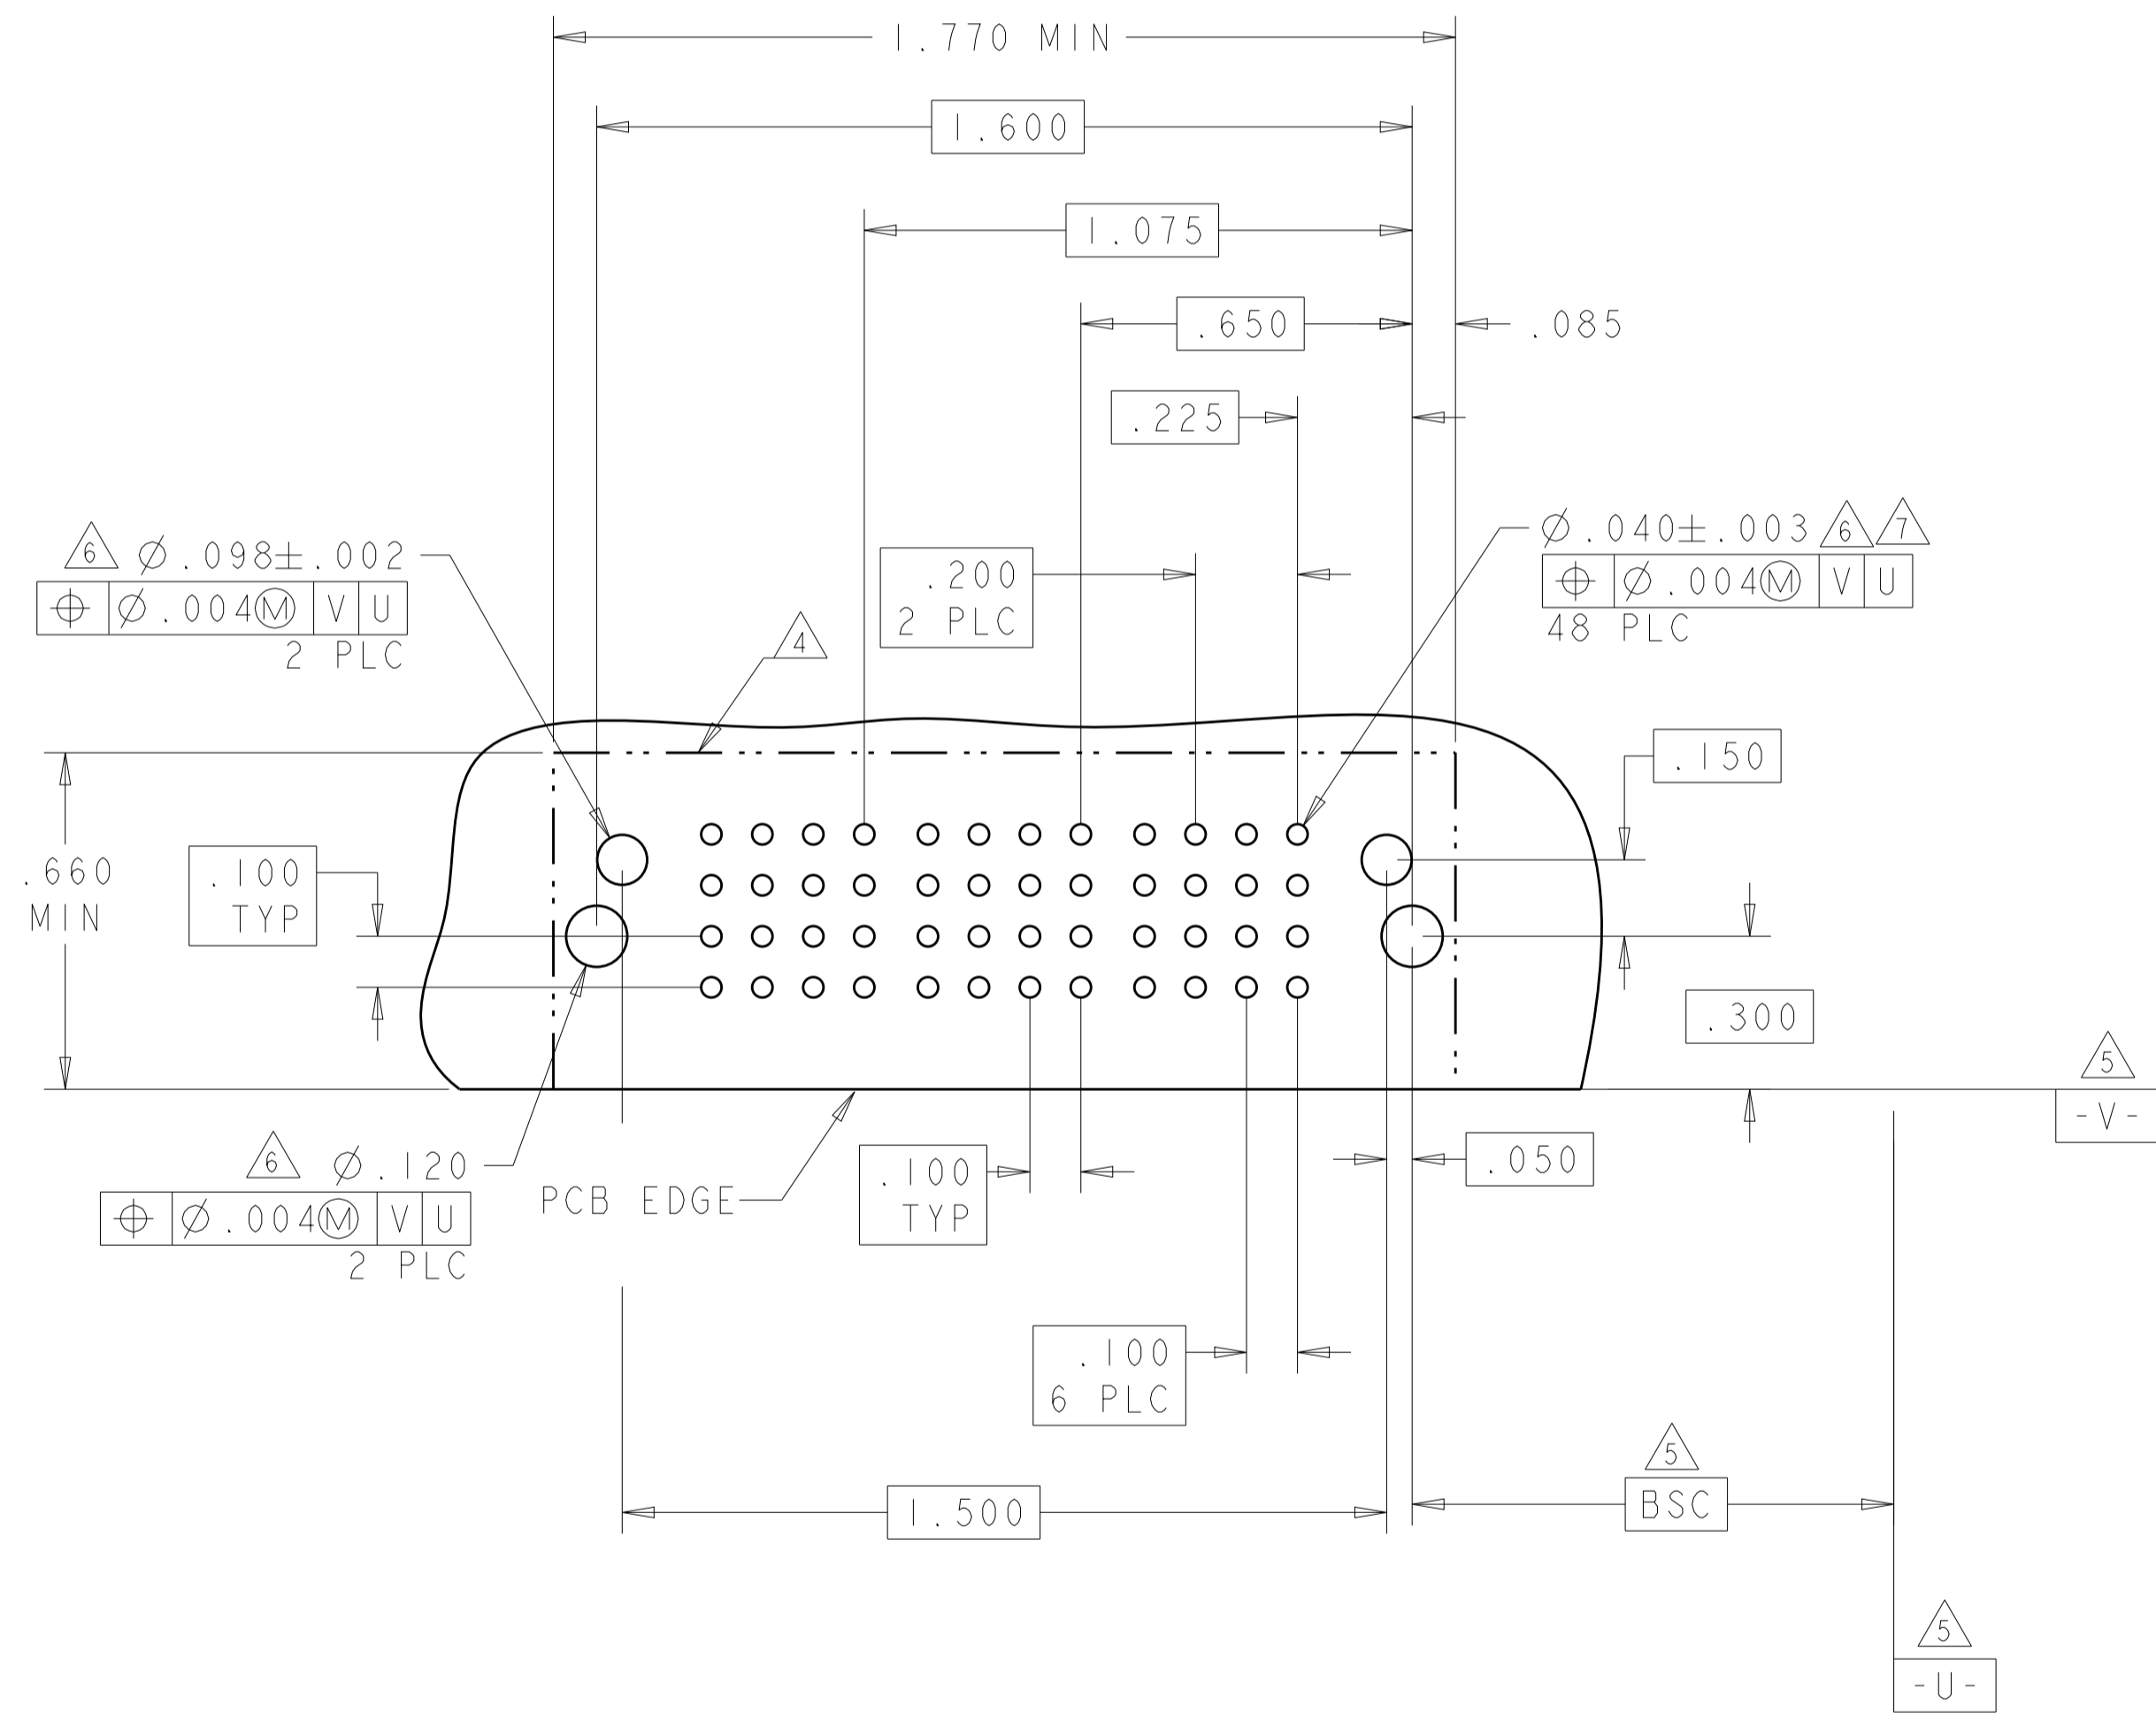 1.770 MIN
1.600
1.075
.650
.085
.225
6 Ø.098±.002
⌖ Ø.004Ⓜ V U
2 PLC
.200
2 PLC
Ø.040±.003 6 7
⌖ Ø.004Ⓜ V U
48 PLC
4
.150
.660
MIN
.100
TYP
.300
5
-V-
6 Ø.120
⌖ Ø.004Ⓜ V U
2 PLC
PCB EDGE
.100
TYP
.050
.100
6 PLC
5
BSC
1.500
5
-U-